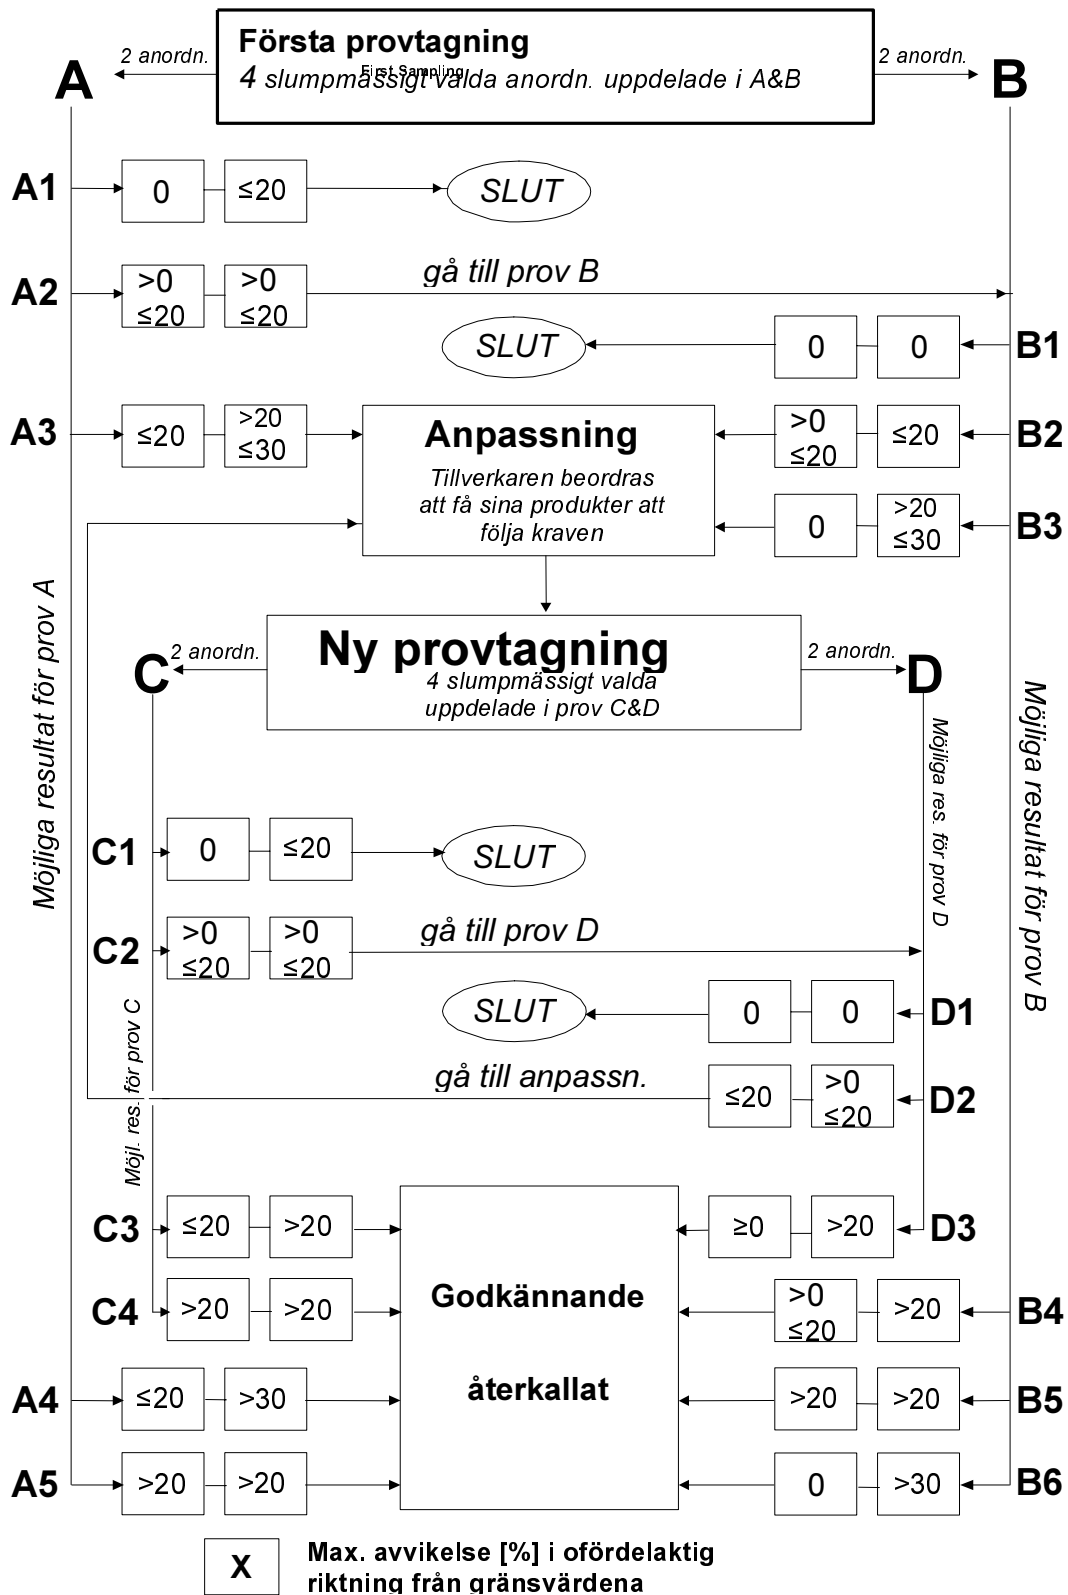 Första provtagning
First Sampling
4 slumpmässigt valda anordn. uppdelade i A&B
2 anordn.
2 anordn.
A
B
A1
0
≤20
SLUT
A2
>0
≤20
>0
≤20
gå till prov B
SLUT
0
0
B1
A3
≤20
>20
≤30
Anpassning
Tillverkaren beordras
att få sina produkter att
följa kraven
>0
≤20
≤20
B2
0
>20
≤30
B3
Möjliga resultat för prov A
Möjliga resultat för prov B
Ny provtagning
4 slumpmässigt valda
uppdelade i prov C&D
2 anordn.
2 anordn.
C
D
Möjliga res. för prov D
C1
0
≤20
SLUT
C2
>0
≤20
>0
≤20
gå till prov D
Möjl. res. för prov C
SLUT
0
0
D1
gå till anpassn.
≤20
>0
≤20
D2
C3
≤20
>20
≥0
>20
D3
Godkännande
återkallat
C4
>20
>20
>0
≤20
>20
B4
A4
≤20
>30
>20
>20
B5
A5
>20
>20
0
>30
B6
X
Max. avvikelse [%] i ofördelaktig
riktning från gränsvärdena